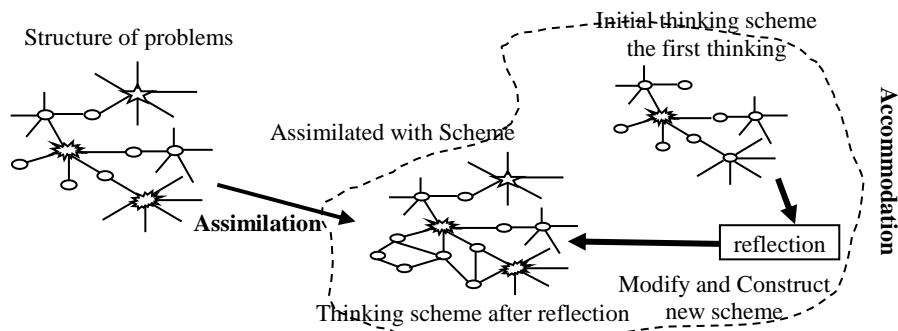 Structure of problems
Initial thinking scheme
the first thinking
Assimilated with Scheme
Accommodation
Assimilation
reflection
Thinking scheme after reflection
Modify and Construct
new scheme